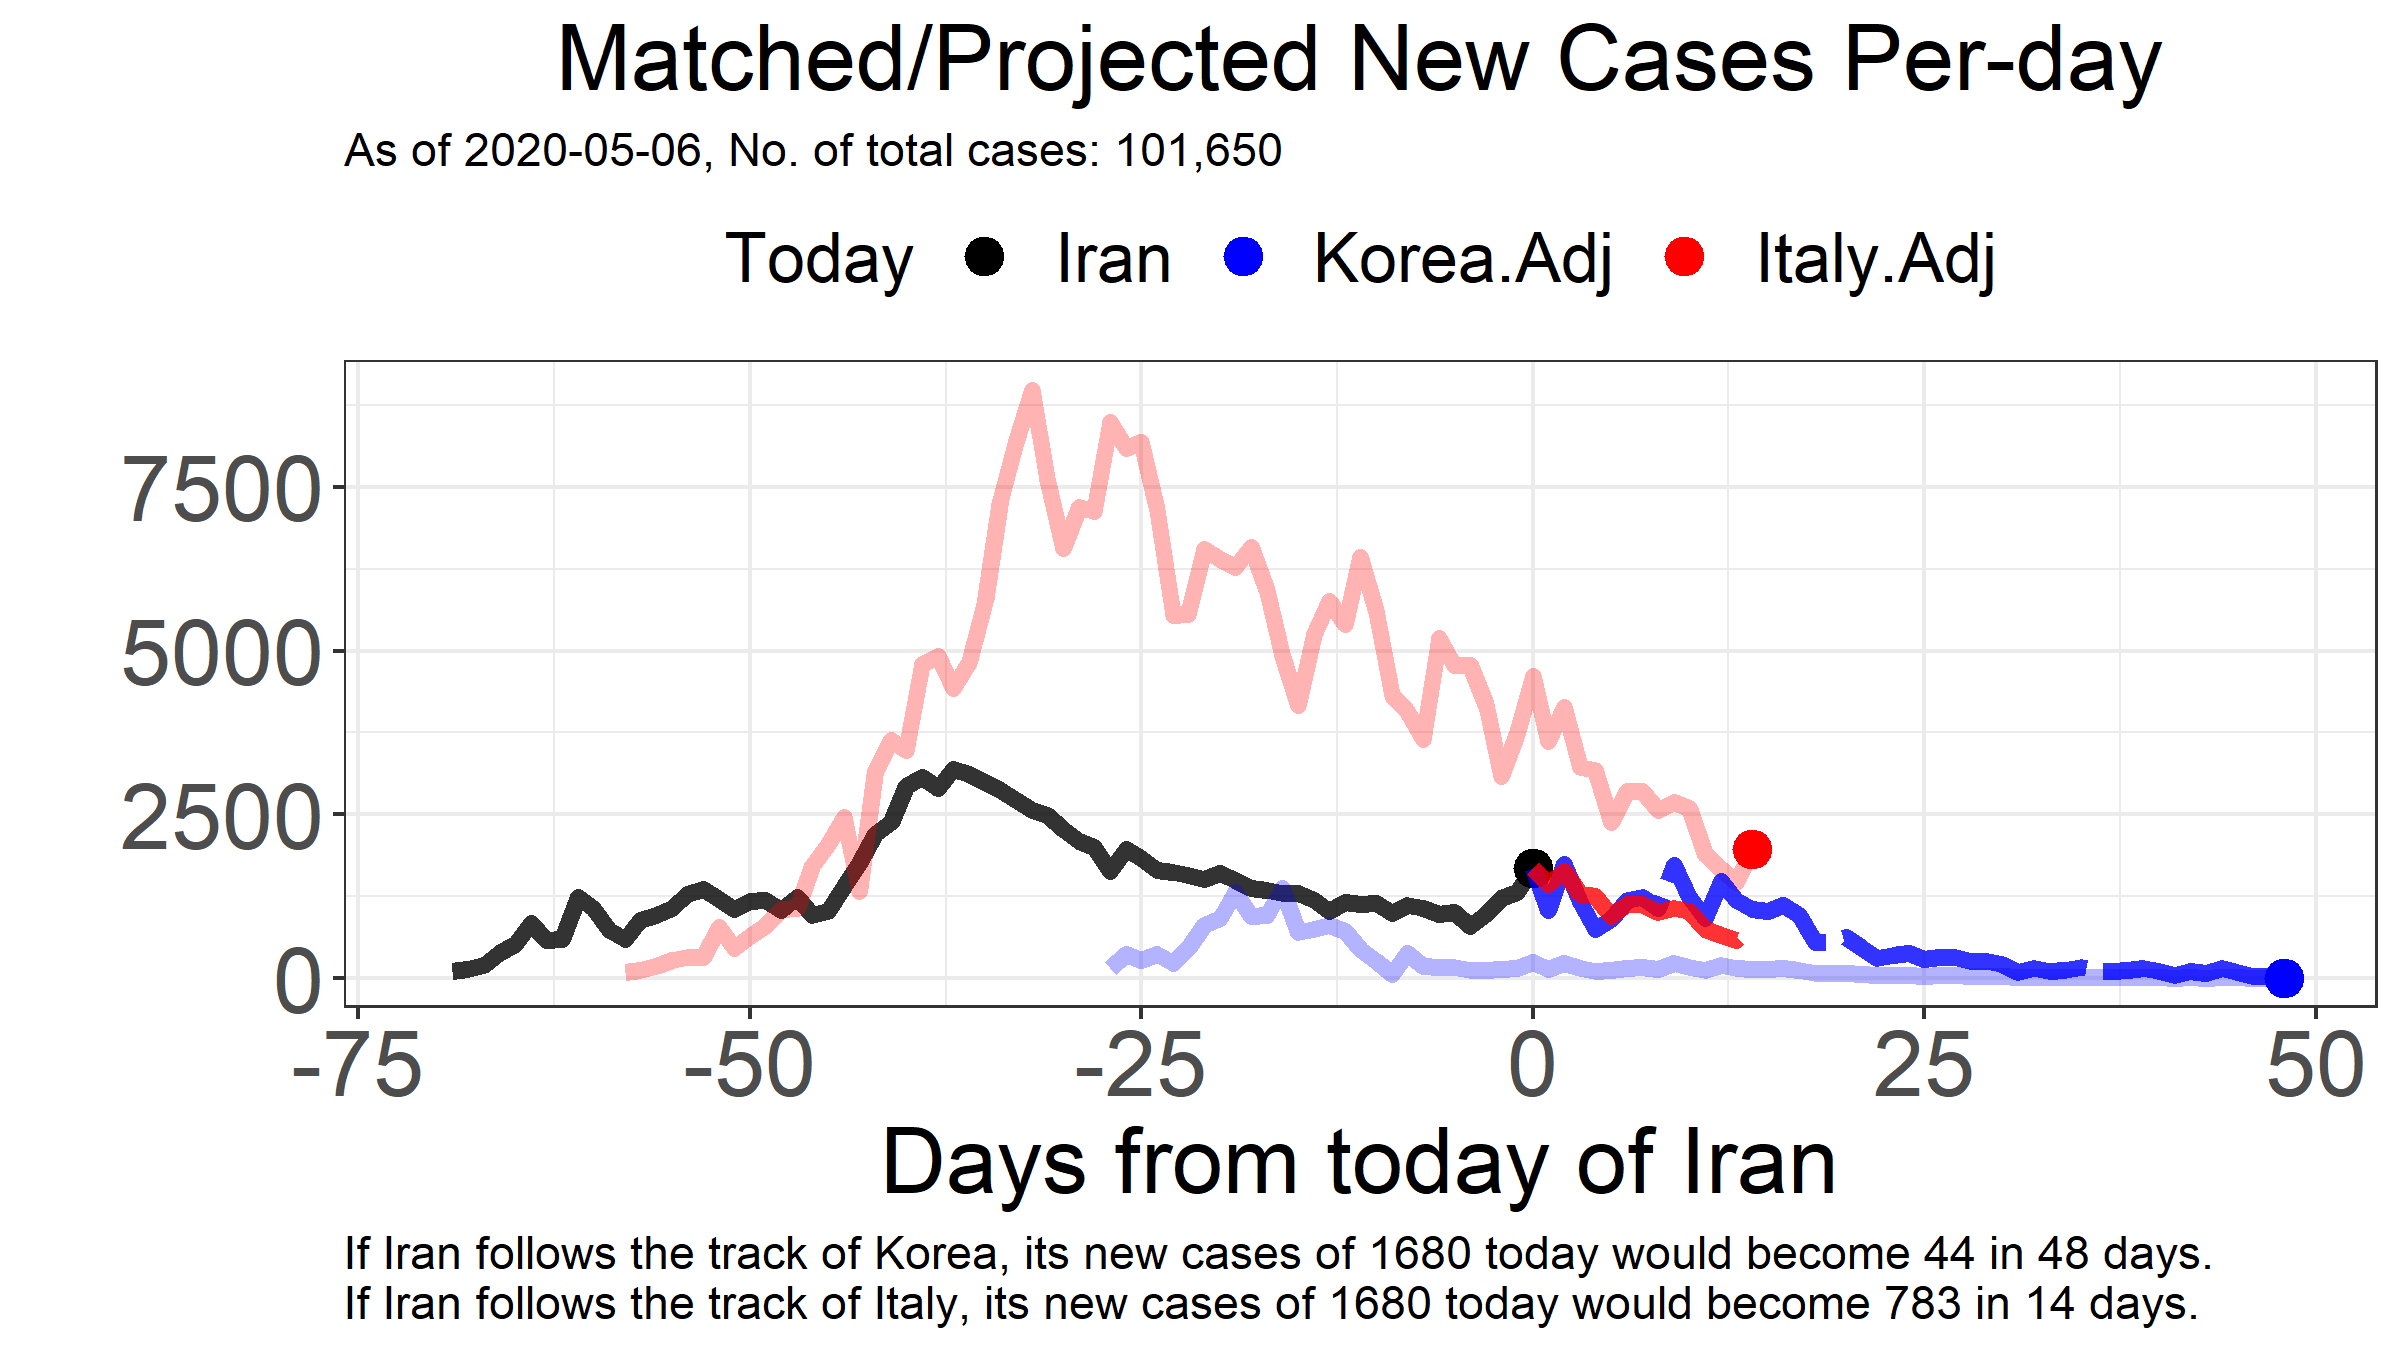 Matched/Projected New Cases Per-day
As of 2020-05-06, No. of total cases: 101,650
Today Iran Korea.Adj Italy.Adj
7500
5000
2500
0
-75 -50 -25 0 25 50
Days from today of Iran
If Iran follows the track of Korea, its new cases of 1680 today would become 44 in 48 days.
If Iran follows the track of Italy, its new cases of 1680 today would become 783 in 14 days.